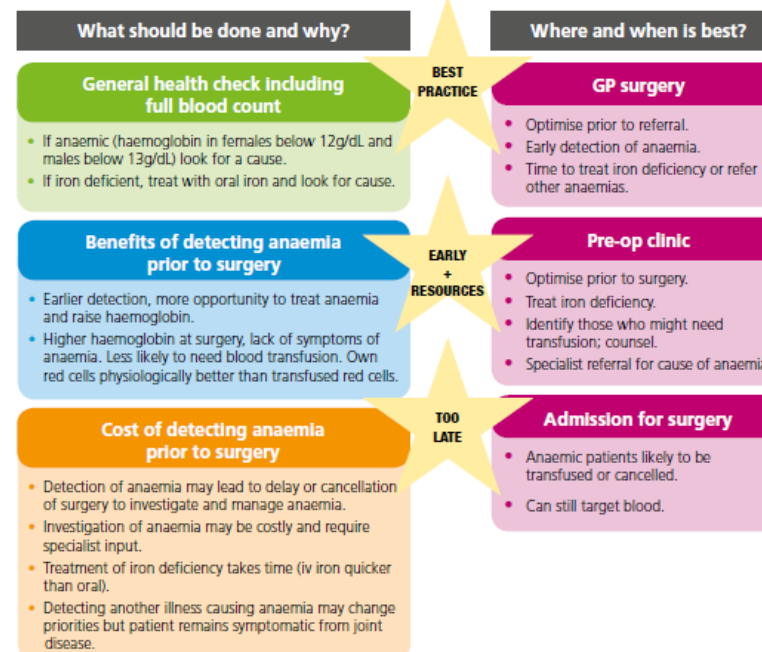 What should be done and why?
General health check including
full blood count
• If anaemic (haemoglobin in females below 12g/dL and
males below 13g/dL) look for a cause.
• If iron deficient, treat with oral iron and look for cause.
Benefits of detecting anaemia
prior to surgery
• Earlier detection, more opportunity to treat anaemia
and raise haemoglobin.
• Higher haemoglobin at surgery, lack of symptoms of
anaemia. Less likely to need blood transfusion. Own
red cells physiologically better than transfused red cells.
Cost of detecting anaemia
prior to surgery
• Detection of anaemia may lead to delay or cancellation
of surgery to investigate and manage anaemia.
• Investigation of anaemia may be costly and require
specialist input.
• Treatment of iron deficiency takes time (iv iron quicker
than oral).
• Detecting another illness causing anaemia may change
priorities but patient remains symptomatic from joint
disease.
BEST
PRACTICE
EARLY
+
RESOURCES
TOO
LATE
Where and when is best?
GP surgery
• Optimise prior to referral.
• Early detection of anaemia.
• Time to treat iron deficiency or refer
other anaemias.
Pre-op clinic
• Optimise prior to surgery.
• Treat iron deficiency.
• Identify those who might need
transfusion; counsel.
• Specialist referral for cause of anaemia
Admission for surgery
• Anaemic patients likely to be
transfused or cancelled.
• Can still target blood.